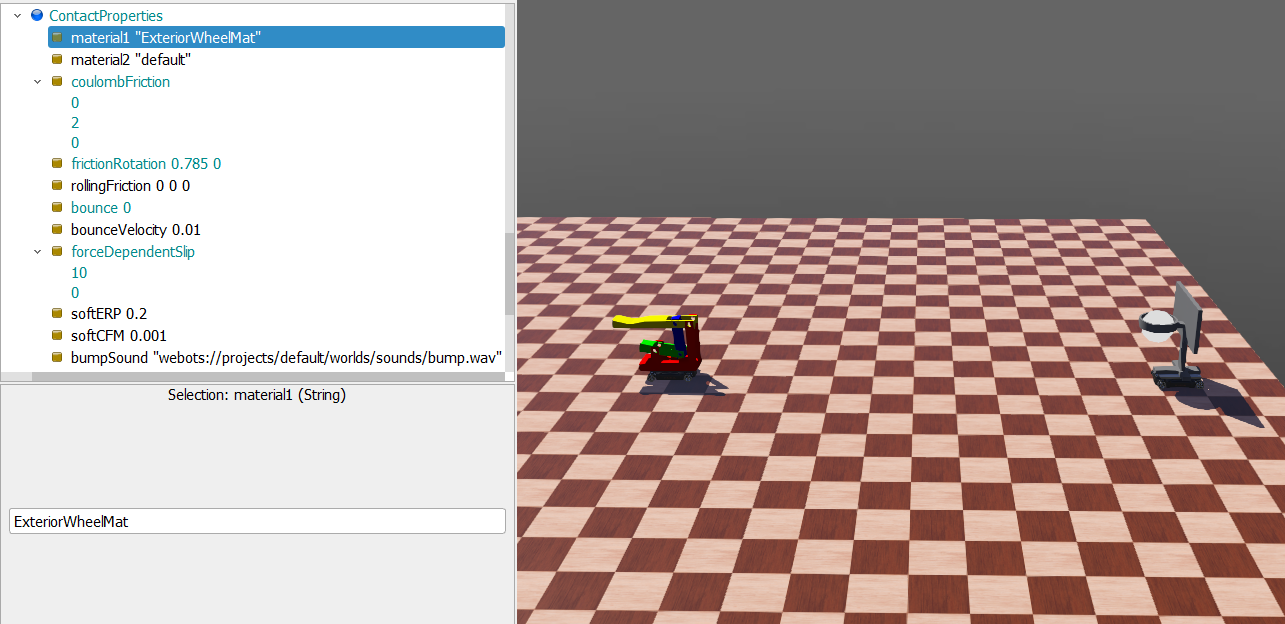 ContactProperties
material1 "ExteriorWheelMat"
material2 "default"
coulombFriction
0
2
0
frictionRotation 0.785 0
rollingFriction 0 0 0
bounce 0
bounceVelocity 0.01
forceDependentSlip
10
0
softERP 0.2
softCFM 0.001
bumpSound "webots://projects/default/worlds/sounds/bump.wav"
Selection: material1 (String)
ExteriorWheelMat